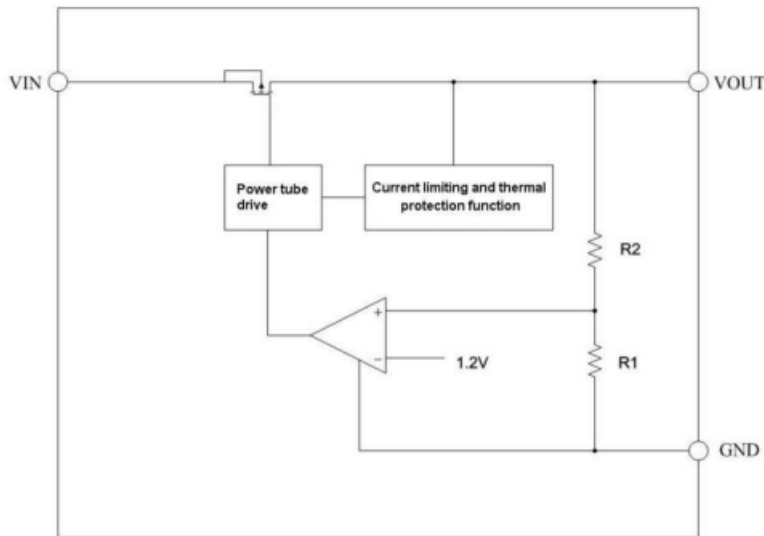 VIN
VOUT
Power tube
drive
Current limiting and thermal
protection function
R2
+
−
1.2V
R1
GND